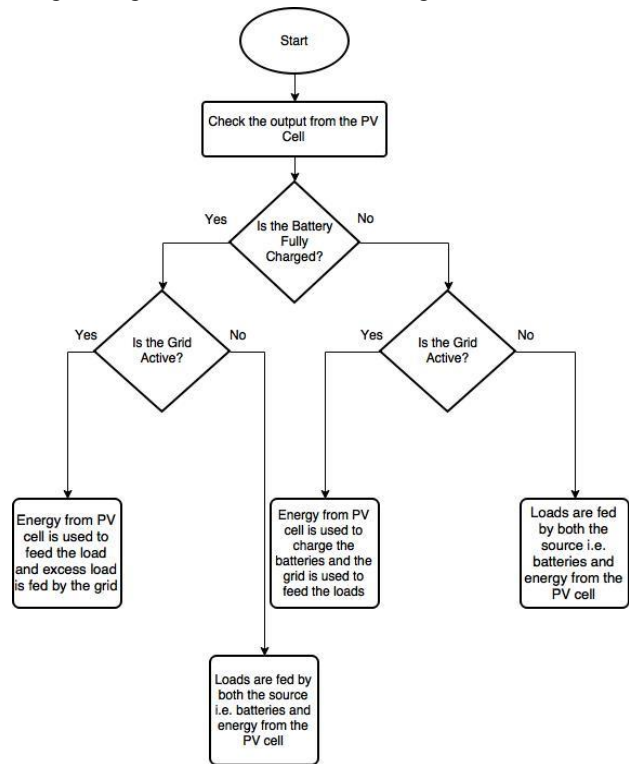 Start
Check the output from the PV
Cell
Yes
No
Is the Battery
Fully
Charged?
Yes
Is the Grid
Active?
No
Yes
Is the Grid
Active?
No
Energy from PV
cell is used to
feed the load
and excess load
is fed by the grid
Energy from PV
cell is used to
charge the
batteries and the
grid is used to
feed the loads
Loads are fed
by both the
source i.e.
batteries and
energy from the
PV cell
Loads are fed by
both the source
i.e. batteries and
energy from the
PV cell